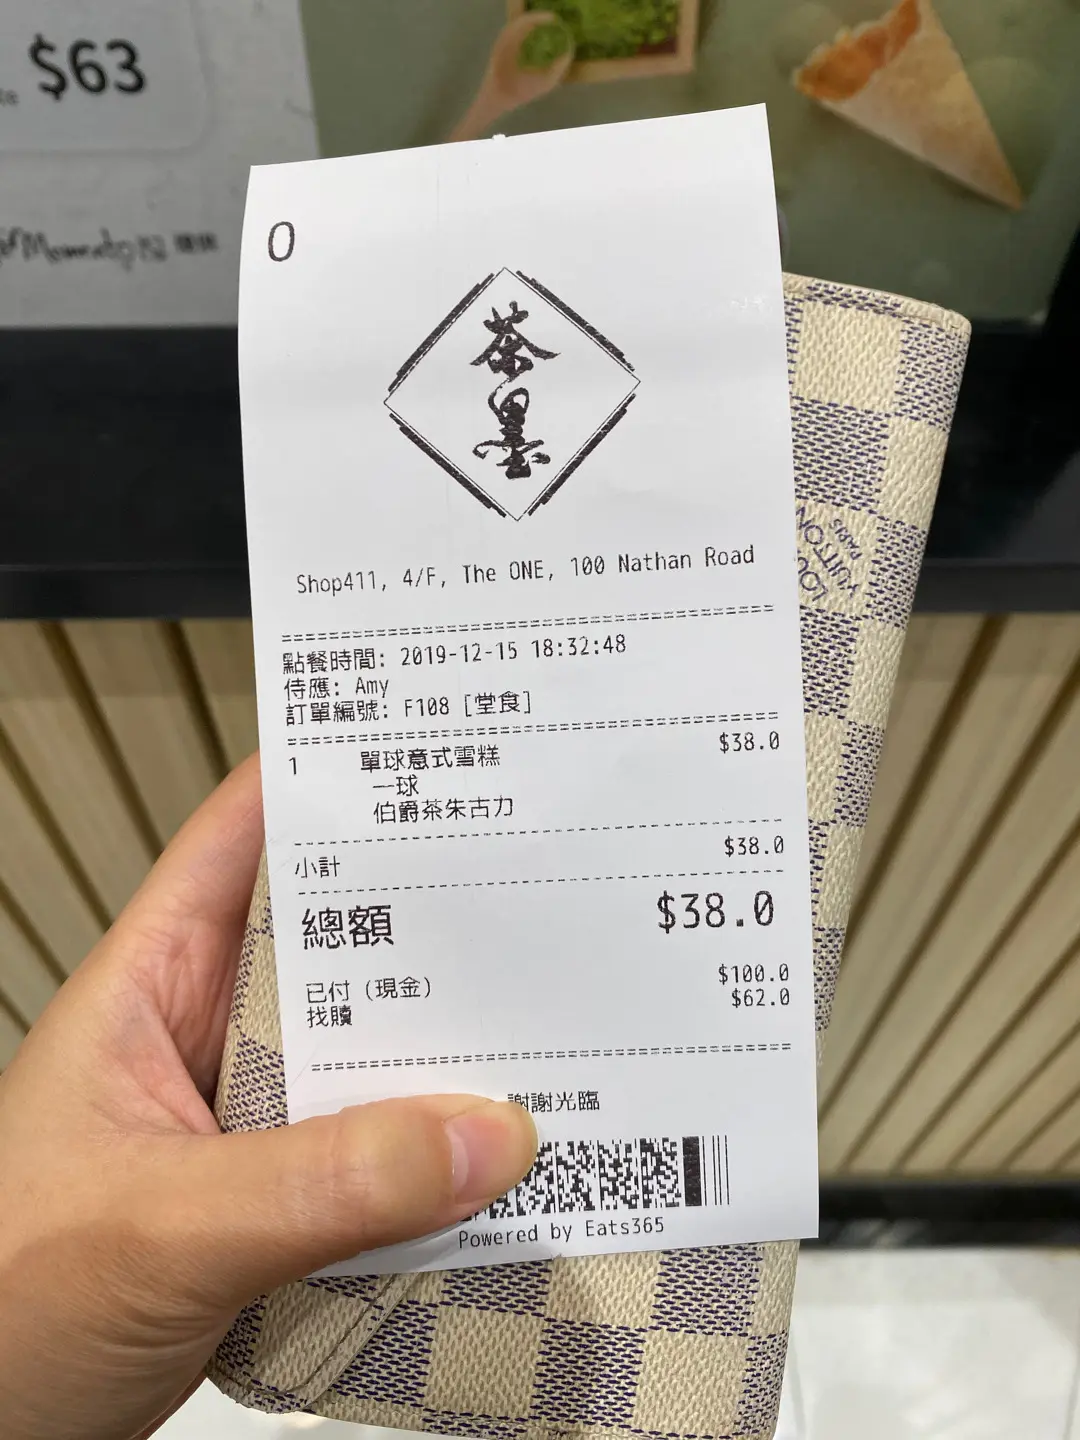 $63
O
茶
墨
Shop411, 4/F, The ONE, 100 Nathan Road
點餐時間: 2019-12-15 18:32:48
侍應: Amy
訂單編號: F108 [堂食]
1 單球意式雪糕 $38.0
一球
伯爵茶朱古力
小計 $38.0
總額 $38.0
已付 (現金) $100.0
找贖 $62.0
謝謝光臨
Powered by Eats365
LOUIS VUITTON
PARIS